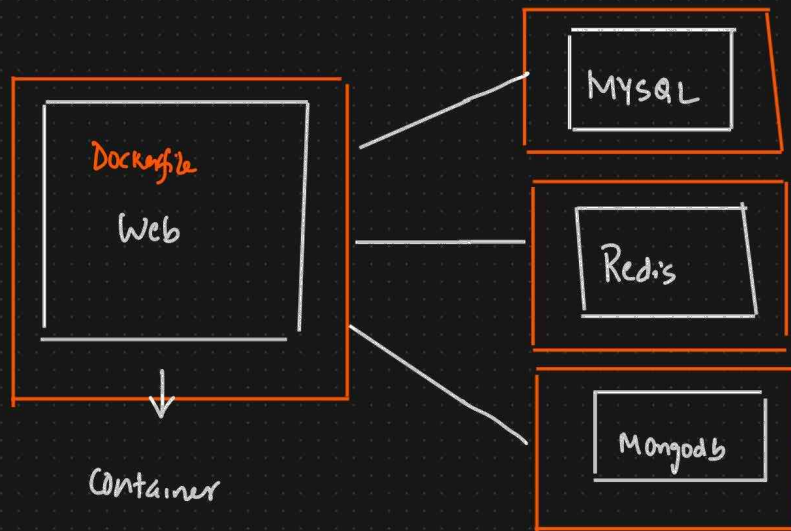 Dockerfile
Web
Container
MYSQL
Redis
Mongodb